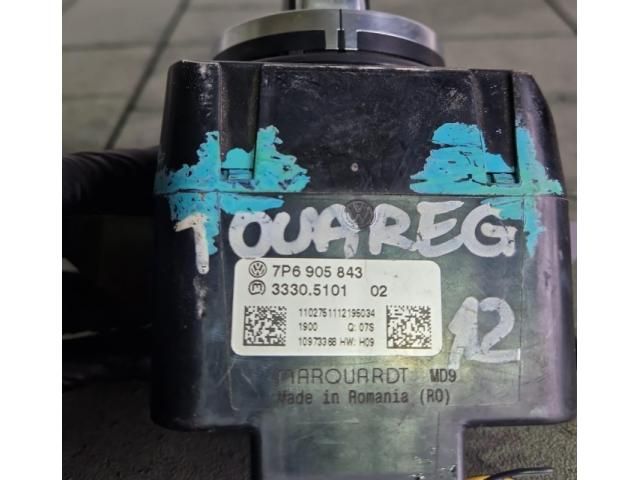 TOUAREG
7P6 905 843
3330.5101 02
1102751112195034
1900 Q: 07S
10973368 HW: H09
12
MARQUARDT MD9
Made in Romania (RO)